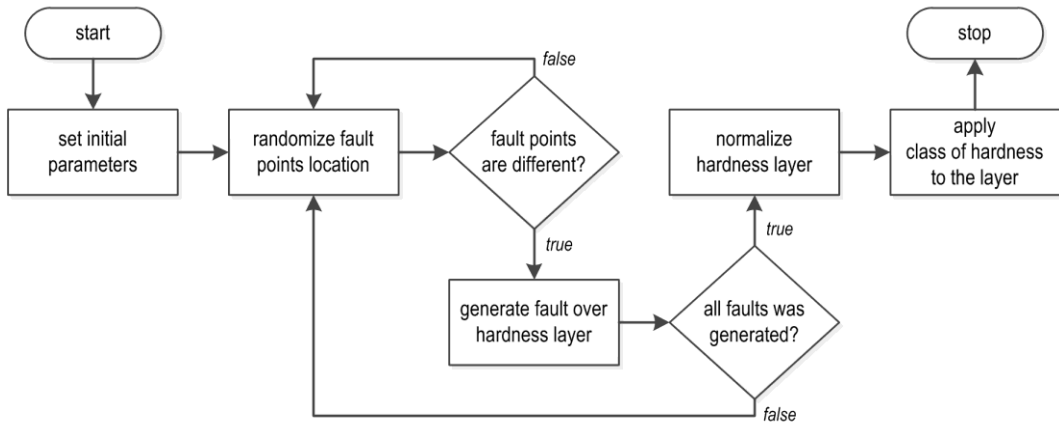 start
set initial
parameters
randomize fault
points location
false
fault points
are different?
true
generate fault over
hardness layer
all faults was
generated?
false
true
normalize
hardness layer
apply
class of hardness
to the layer
stop